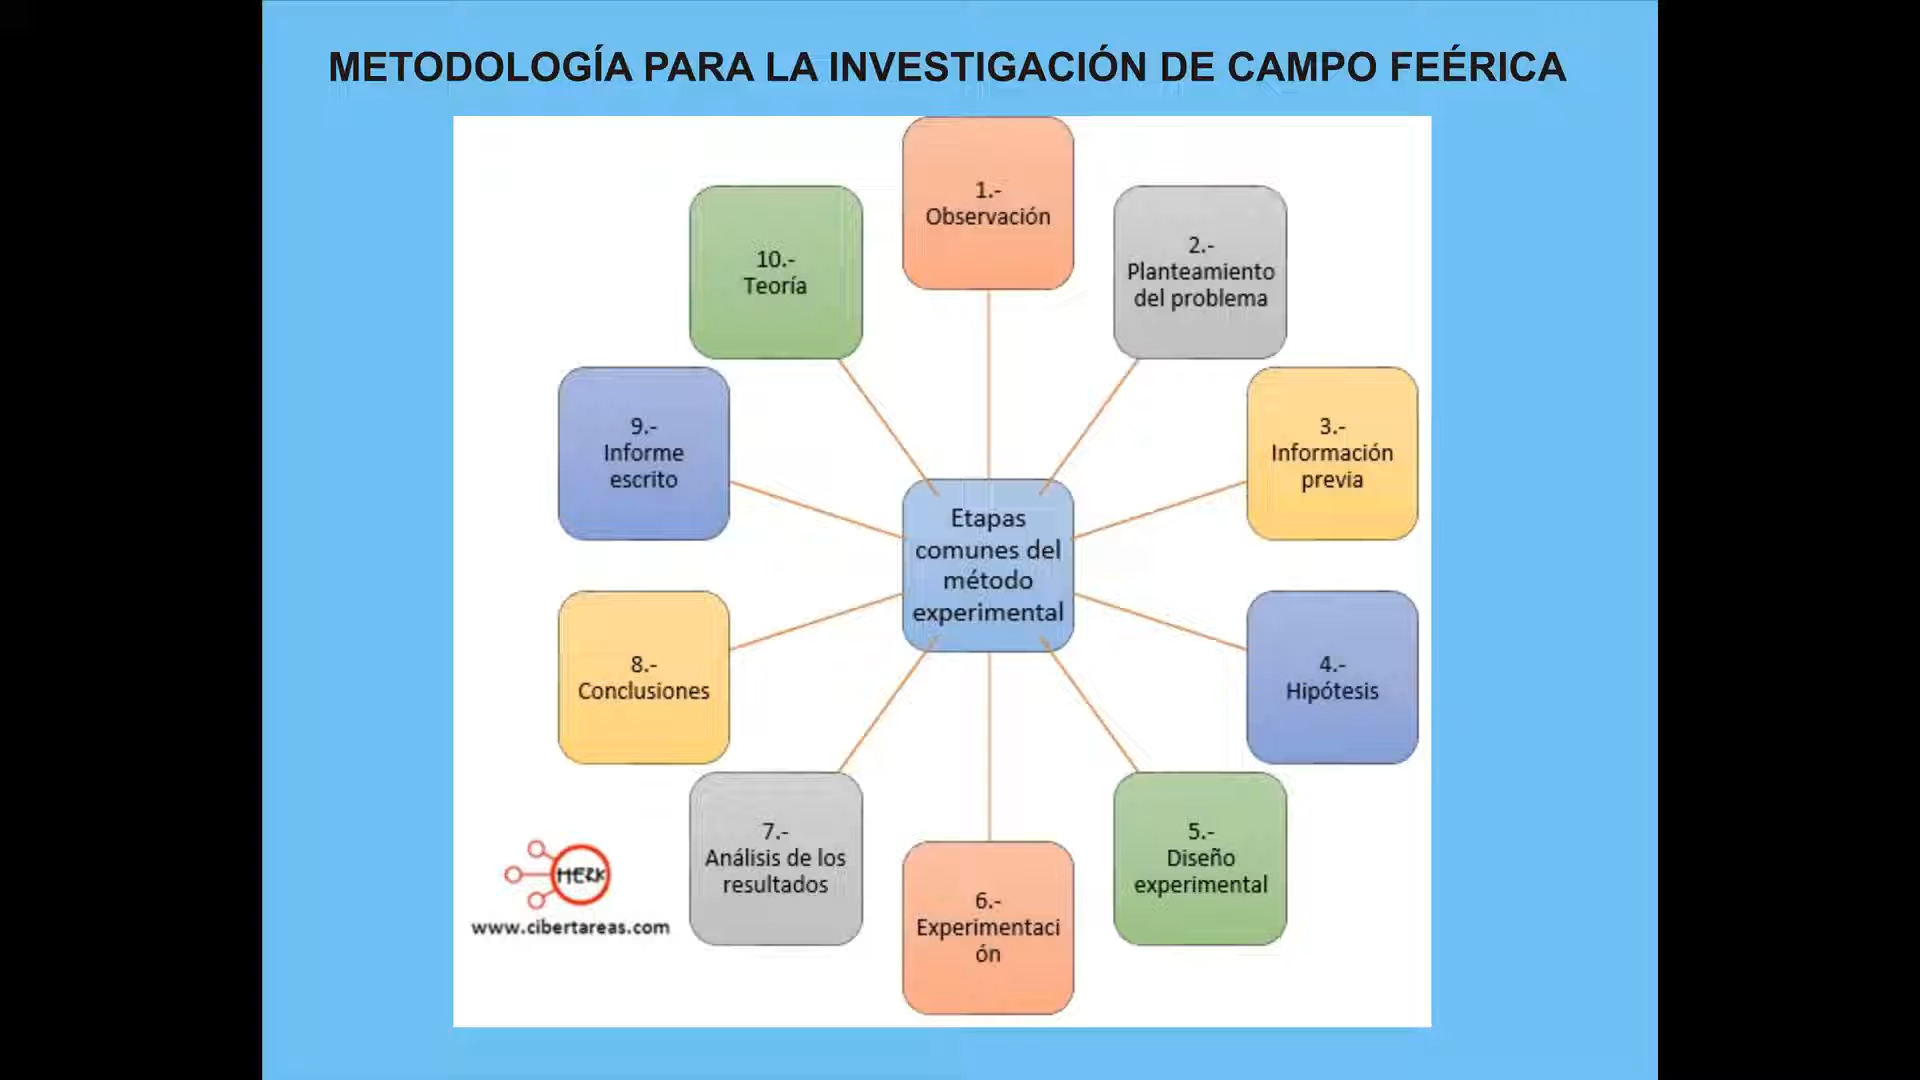 METODOLOGÍA PARA LA INVESTIGACIÓN DE CAMPO FEÉRICA
1.-
Observación
2.-
Planteamiento
del problema
3.-
Información
previa
4.-
Hipótesis
5.-
Diseño
experimental
6.-
Experimentaci
ón
7.-
Análisis de los
resultados
8.-
Conclusiones
9.-
Informe
escrito
10.-
Teoría
Etapas
comunes del
método
experimental
HERK
www.cibertareas.com